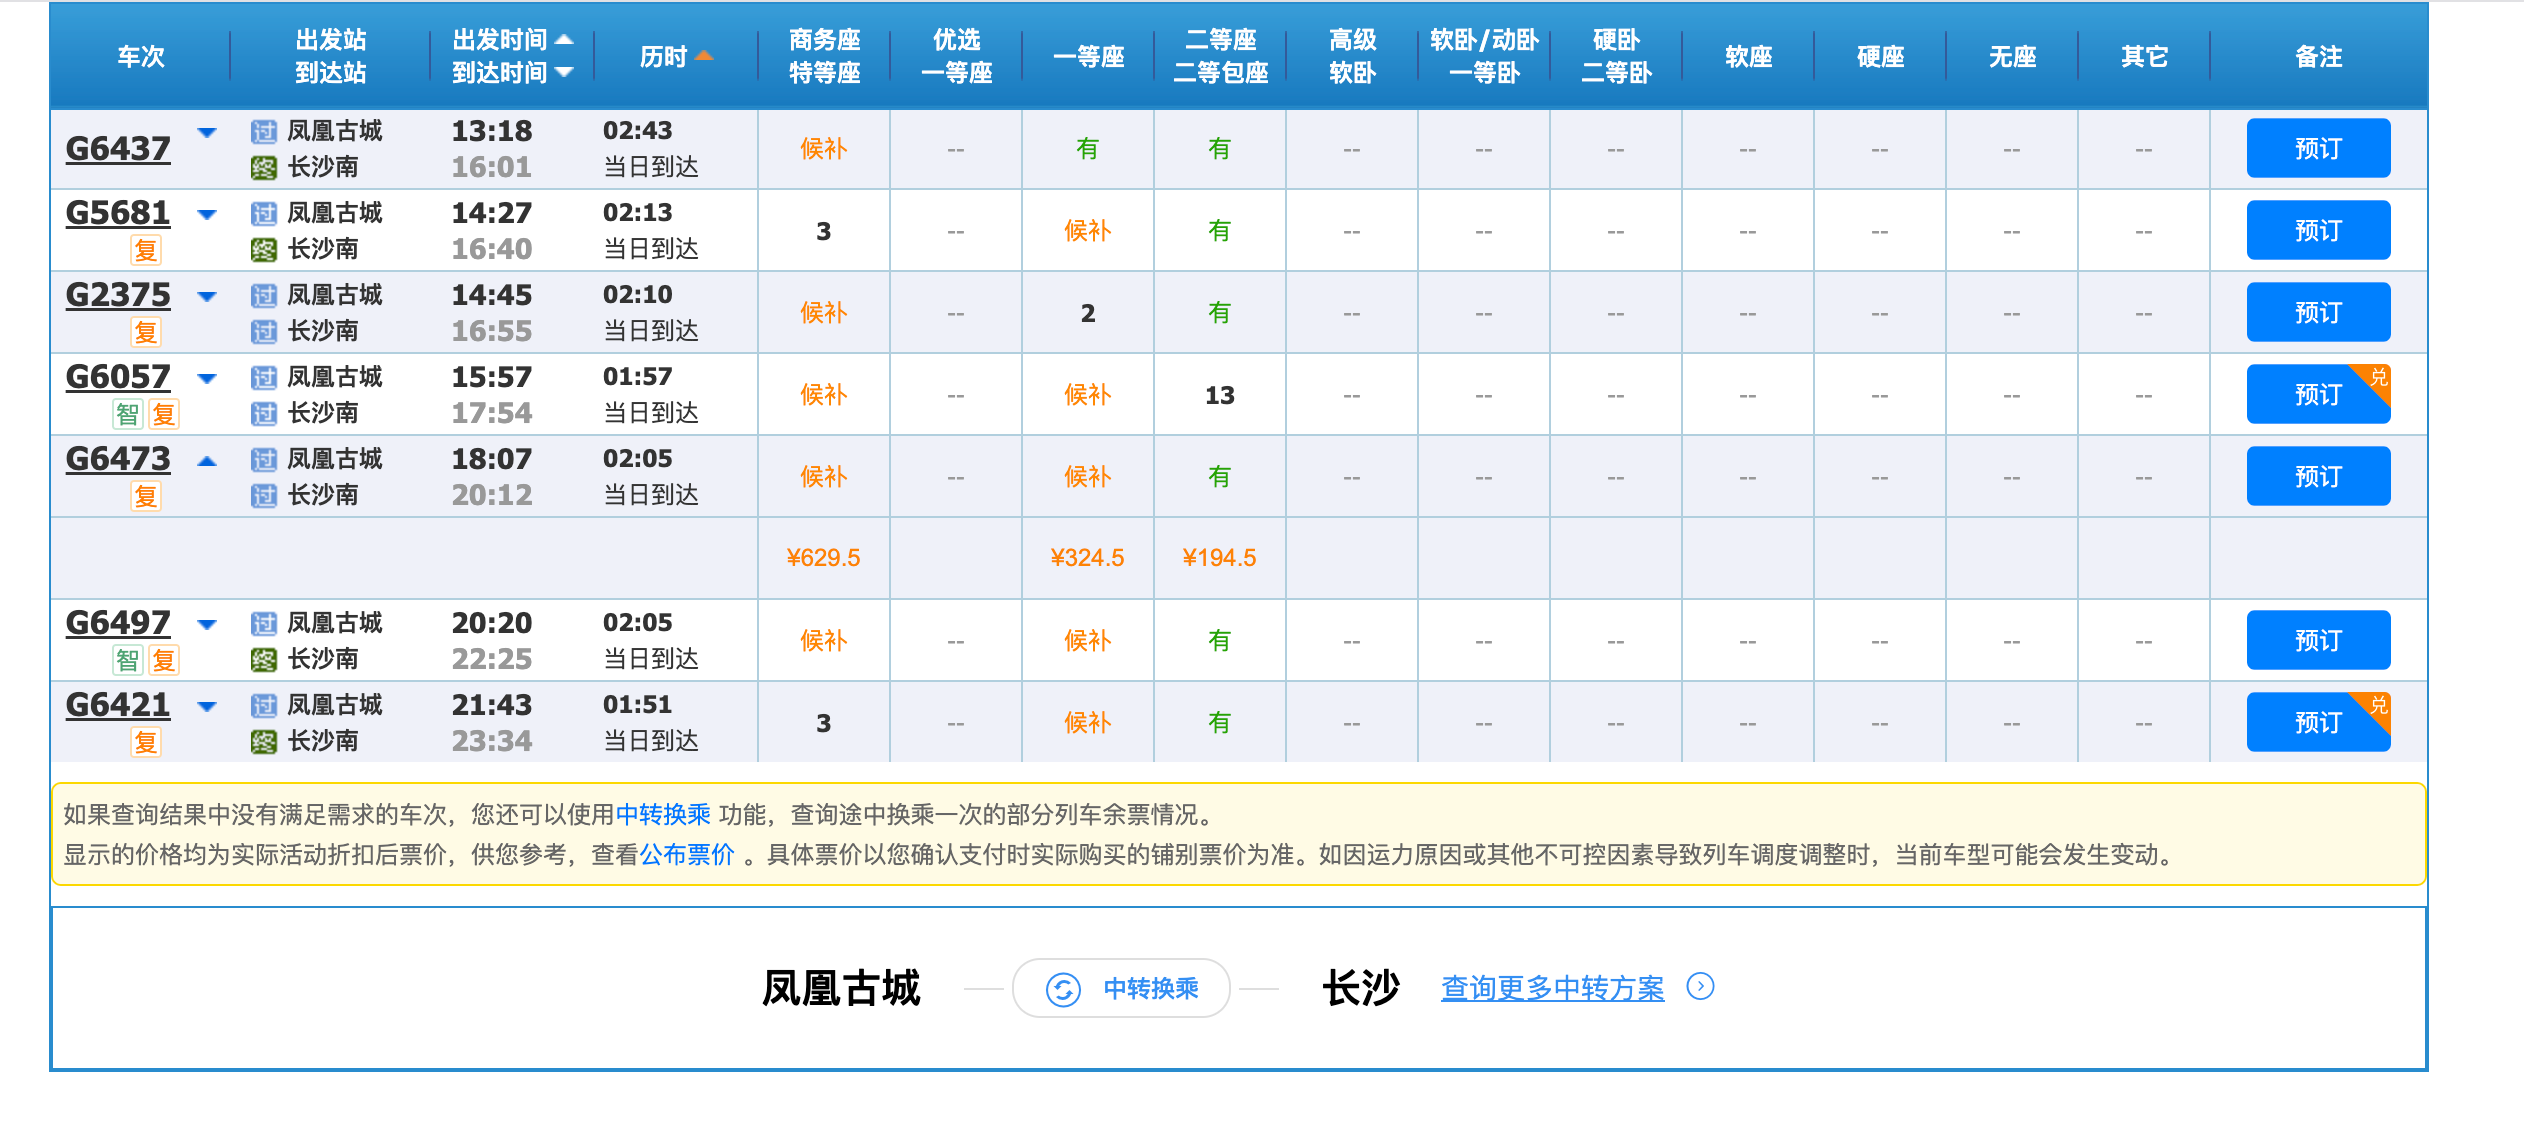 车次 出发站 到达站 出发时间 到达时间 历时 商务座 特等座 优选 一等座 一等座 二等座 二等包座 高级 软卧 软卧/动卧 一等卧 硬卧 二等卧 软座 硬座 无座 其它 备注
G6437 过 凤凰古城 13:18 02:43 候补 -- 有 有 -- -- -- -- -- -- -- 预订
终 长沙南 16:01 当日到达
G5681 过 凤凰古城 14:27 02:13 3 -- 候补 有 -- -- -- -- -- -- -- 预订
复 终 长沙南 16:40 当日到达
G2375 过 凤凰古城 14:45 02:10 候补 -- 2 有 -- -- -- -- -- -- -- 预订
复 过 长沙南 16:55 当日到达
G6057 过 凤凰古城 15:57 01:57 候补 -- 候补 13 -- -- -- -- -- -- -- 预订 兑
智 复 过 长沙南 17:54 当日到达
G6473 过 凤凰古城 18:07 02:05 候补 -- 候补 有 -- -- -- -- -- -- -- 预订
复 过 长沙南 20:12 当日到达
¥629.5 ¥324.5 ¥194.5
G6497 过 凤凰古城 20:20 02:05 候补 -- 候补 有 -- -- -- -- -- -- -- 预订
智 复 终 长沙南 22:25 当日到达
G6421 过 凤凰古城 21:43 01:51 3 -- 候补 有 -- -- -- -- -- -- -- 预订 兑
复 终 长沙南 23:34 当日到达
如果查询结果中没有满足需求的车次，您还可以使用中转换乘 功能，查询途中换乘一次的部分列车余票情况。
显示的价格均为实际活动折扣后票价，供您参考，查看公布票价 。具体票价以您确认支付时实际购买的铺别票价为准。如因运力原因或其他不可控因素导致列车调度调整时，当前车型可能会发生变动。
凤凰古城 中转换乘 长沙 查询更多中转方案